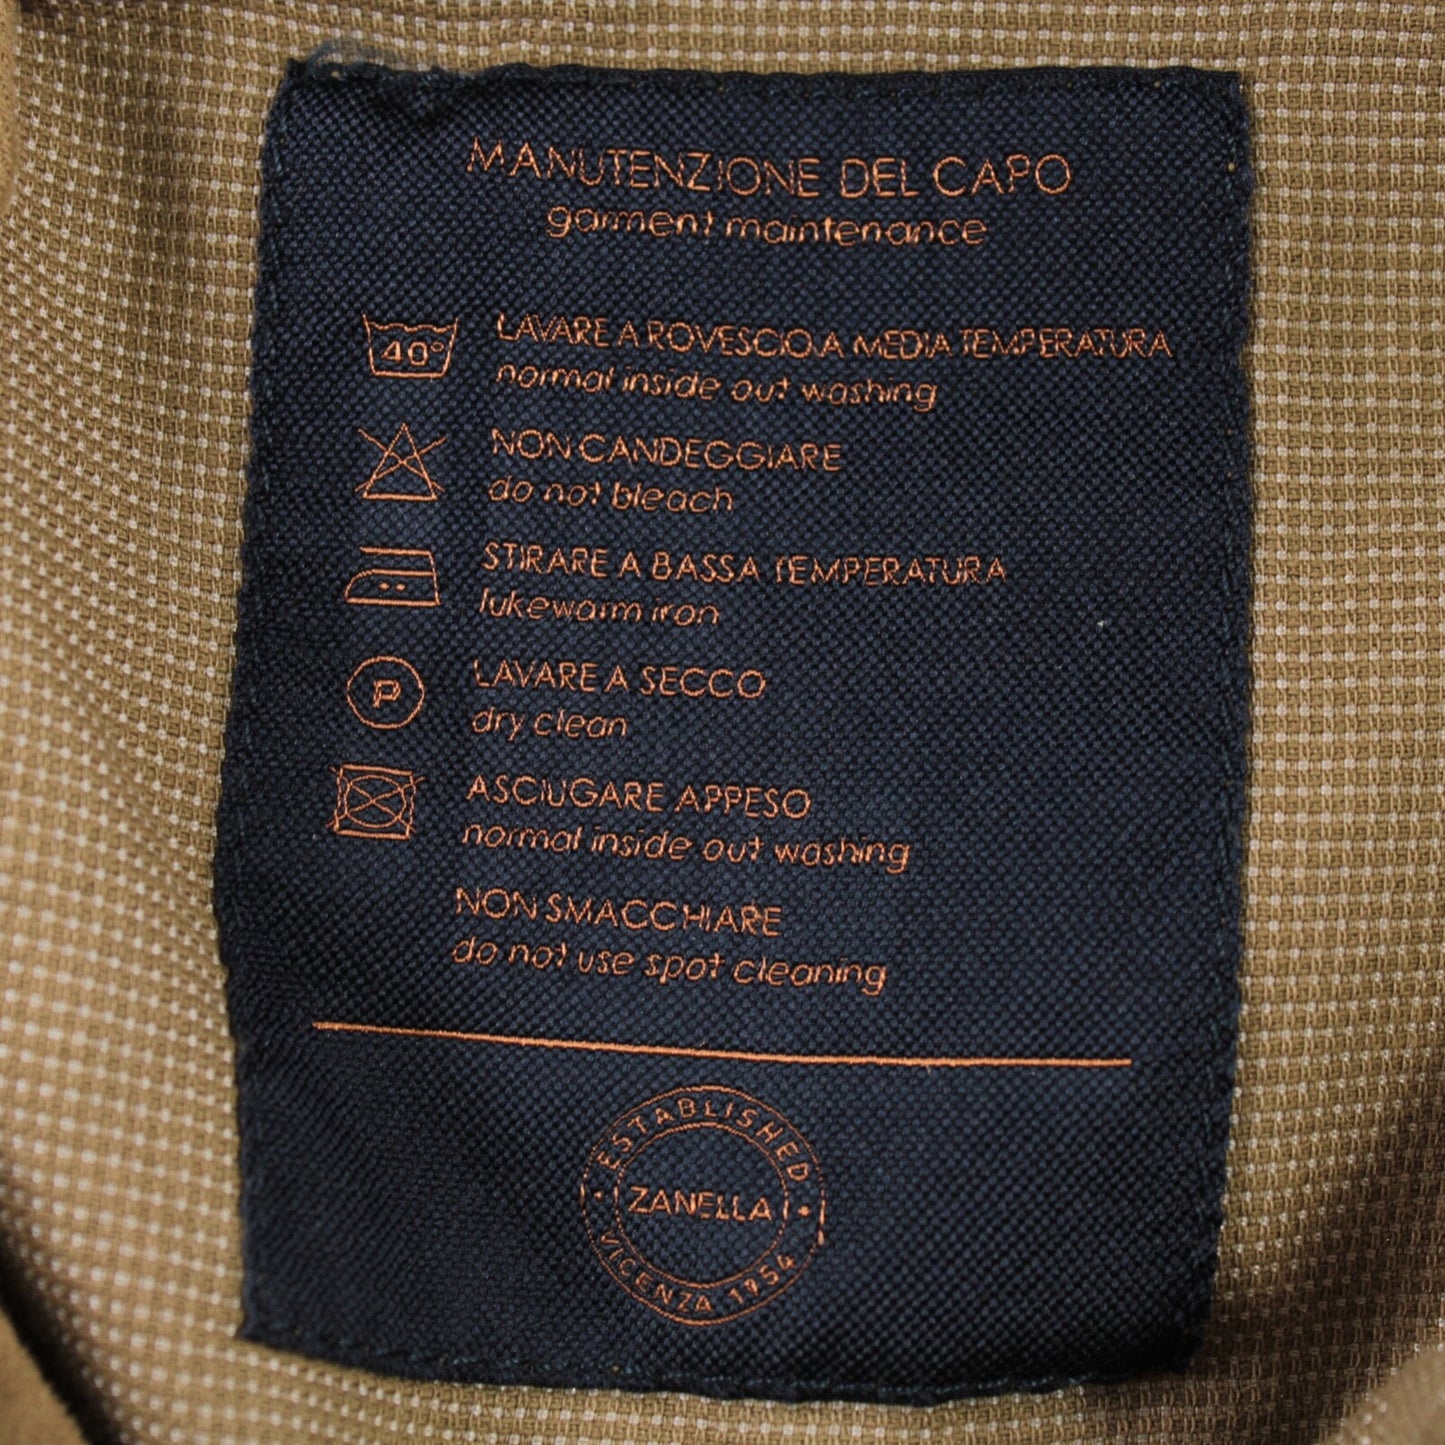 MANUTENZIONE DEL CAPO
garment maintenance
40° LAVARE A ROVESCIO A MEDIA TEMPERATURA
normal inside out washing
NON CANDEGGIARE
do not bleach
STIRARE A BASSA TEMPERATURA
lukewarm iron
P LAVARE A SECCO
dry clean
ASCIUGARE APPESO
normal inside out washing
NON SMACCHIARE
do not use spot cleaning
ESTABLISHED
ZANELLA
VICENZA 1954